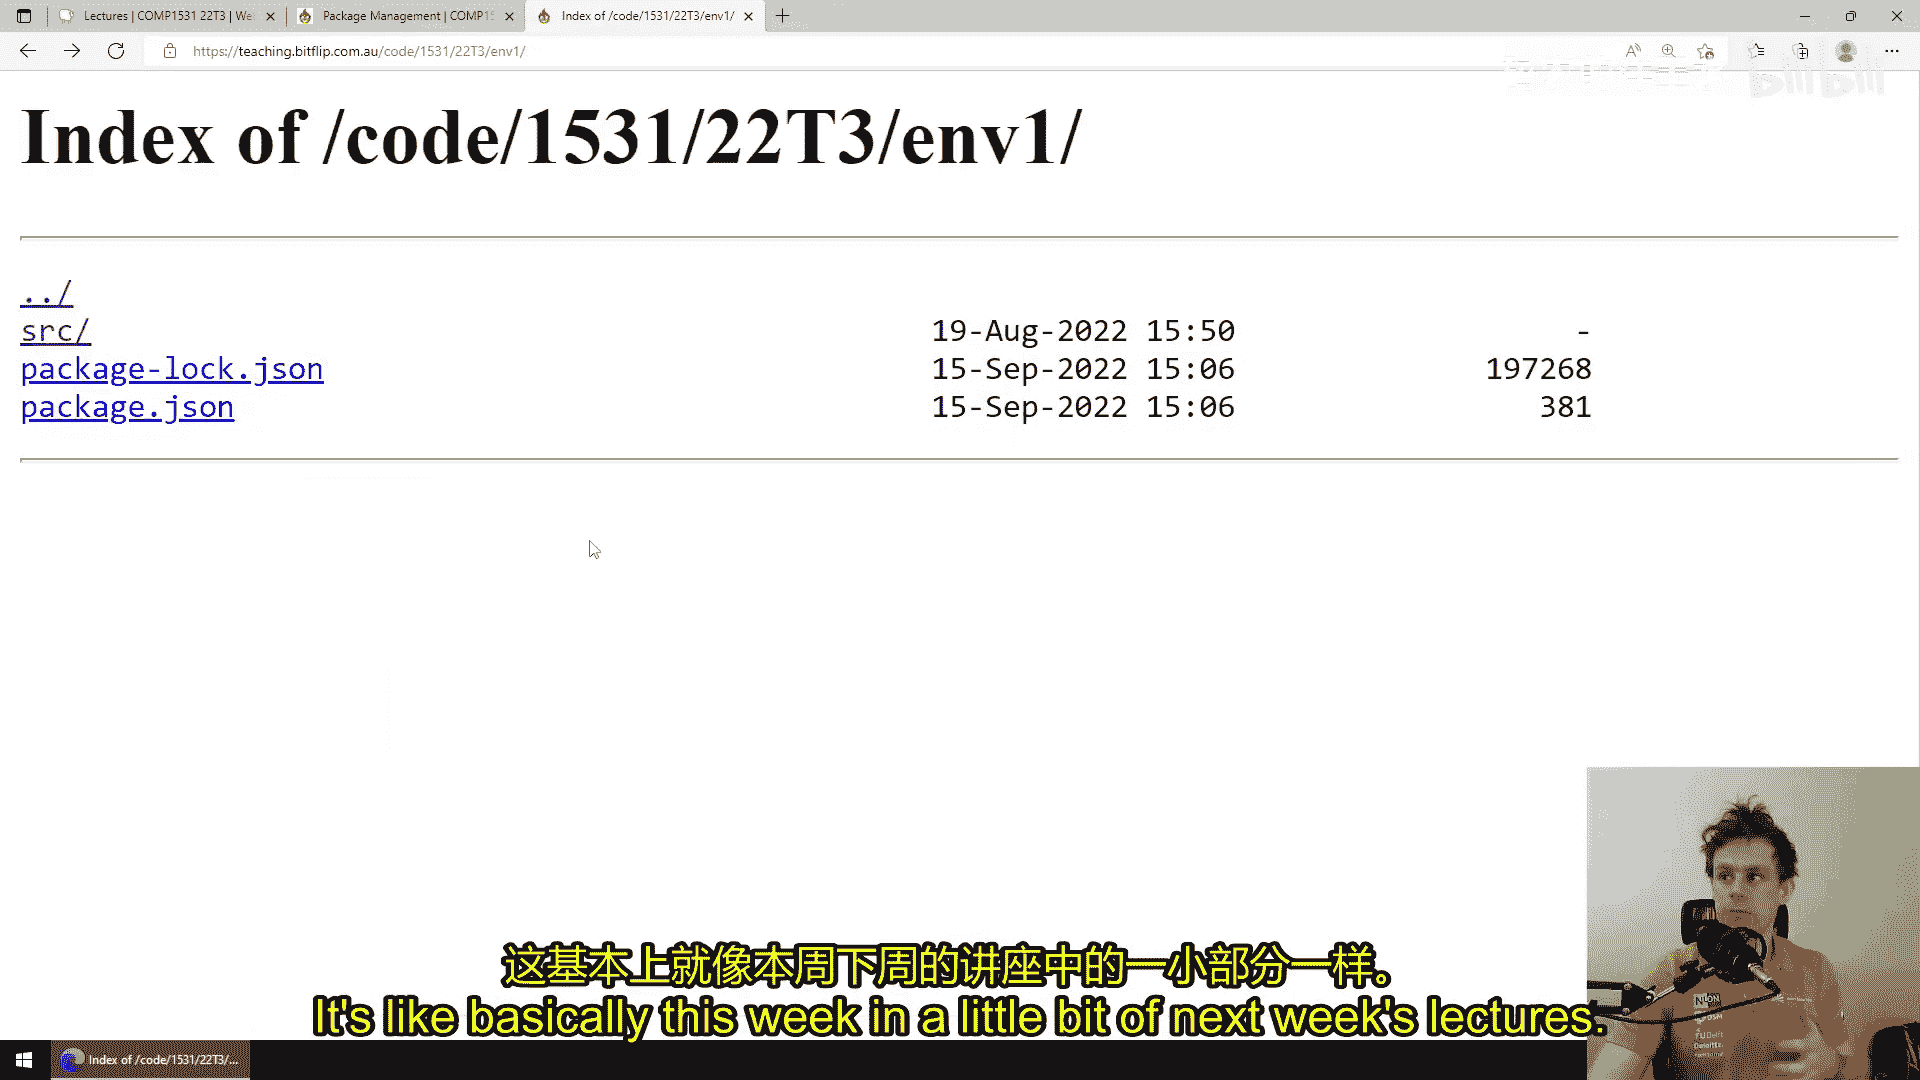 Lectures | COMP1531 22T3 | We
Package Management | COMP15
Index of /code/1531/22T3/env1/
https://teaching.bitflip.com.au/code/1531/22T3/env1/
Index of /code/1531/22T3/env1/
../
src/ 19-Aug-2022 15:50 -
package-lock.json 15-Sep-2022 15:06 197268
package.json 15-Sep-2022 15:06 381
这基本上就像本周下周的讲座中的一小部分一样。
It's like basically this week in a little bit of next week's lectures.
Index of /code/1531/22T3/...